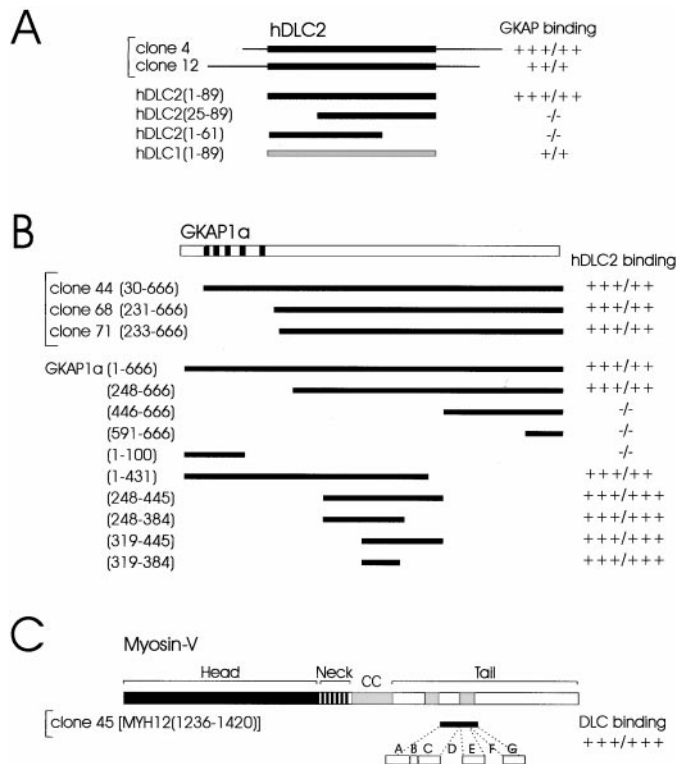 A
hDLC2
GKAP binding
clone 4 +++/++
clone 12 ++/+
hDLC2(1-89) +++/++
hDLC2(25-89) -/-
hDLC2(1-61) -/-
hDLC1(1-89) +/+
B
GKAP1a
hDLC2 binding
clone 44 (30-666) +++/++
clone 68 (231-666) +++/++
clone 71 (233-666) +++/++
GKAP1a (1-666) +++/++
(248-666) +++/++
(446-666) -/-
(591-666) -/-
(1-100) -/-
(1-431) +++/++
(248-445) +++/+++
(248-384) +++/+++
(319-445) +++/+++
(319-384) +++/+++
C
Myosin-V
Head Neck CC Tail
clone 45 [MYH12(1236-1420)] DLC binding
+++/+++
A B C D E F G